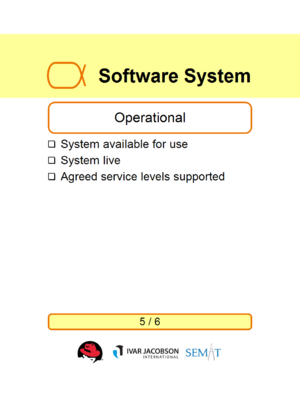 Software System
Operational
❑ System available for use
❑ System live
❑ Agreed service levels supported
5 / 6
IVAR JACOBSON
INTERNATIONAL
SEMAT